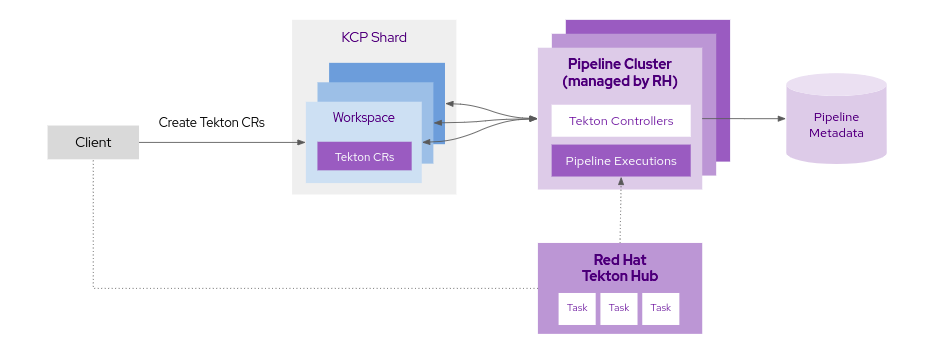 KCP Shard
Workspace
Tekton CRs
Client
Create Tekton CRs
Pipeline Cluster
(managed by RH)
Tekton Controllers
Pipeline Executions
Pipeline
Metadata
Red Hat
Tekton Hub
Task
Task
Task